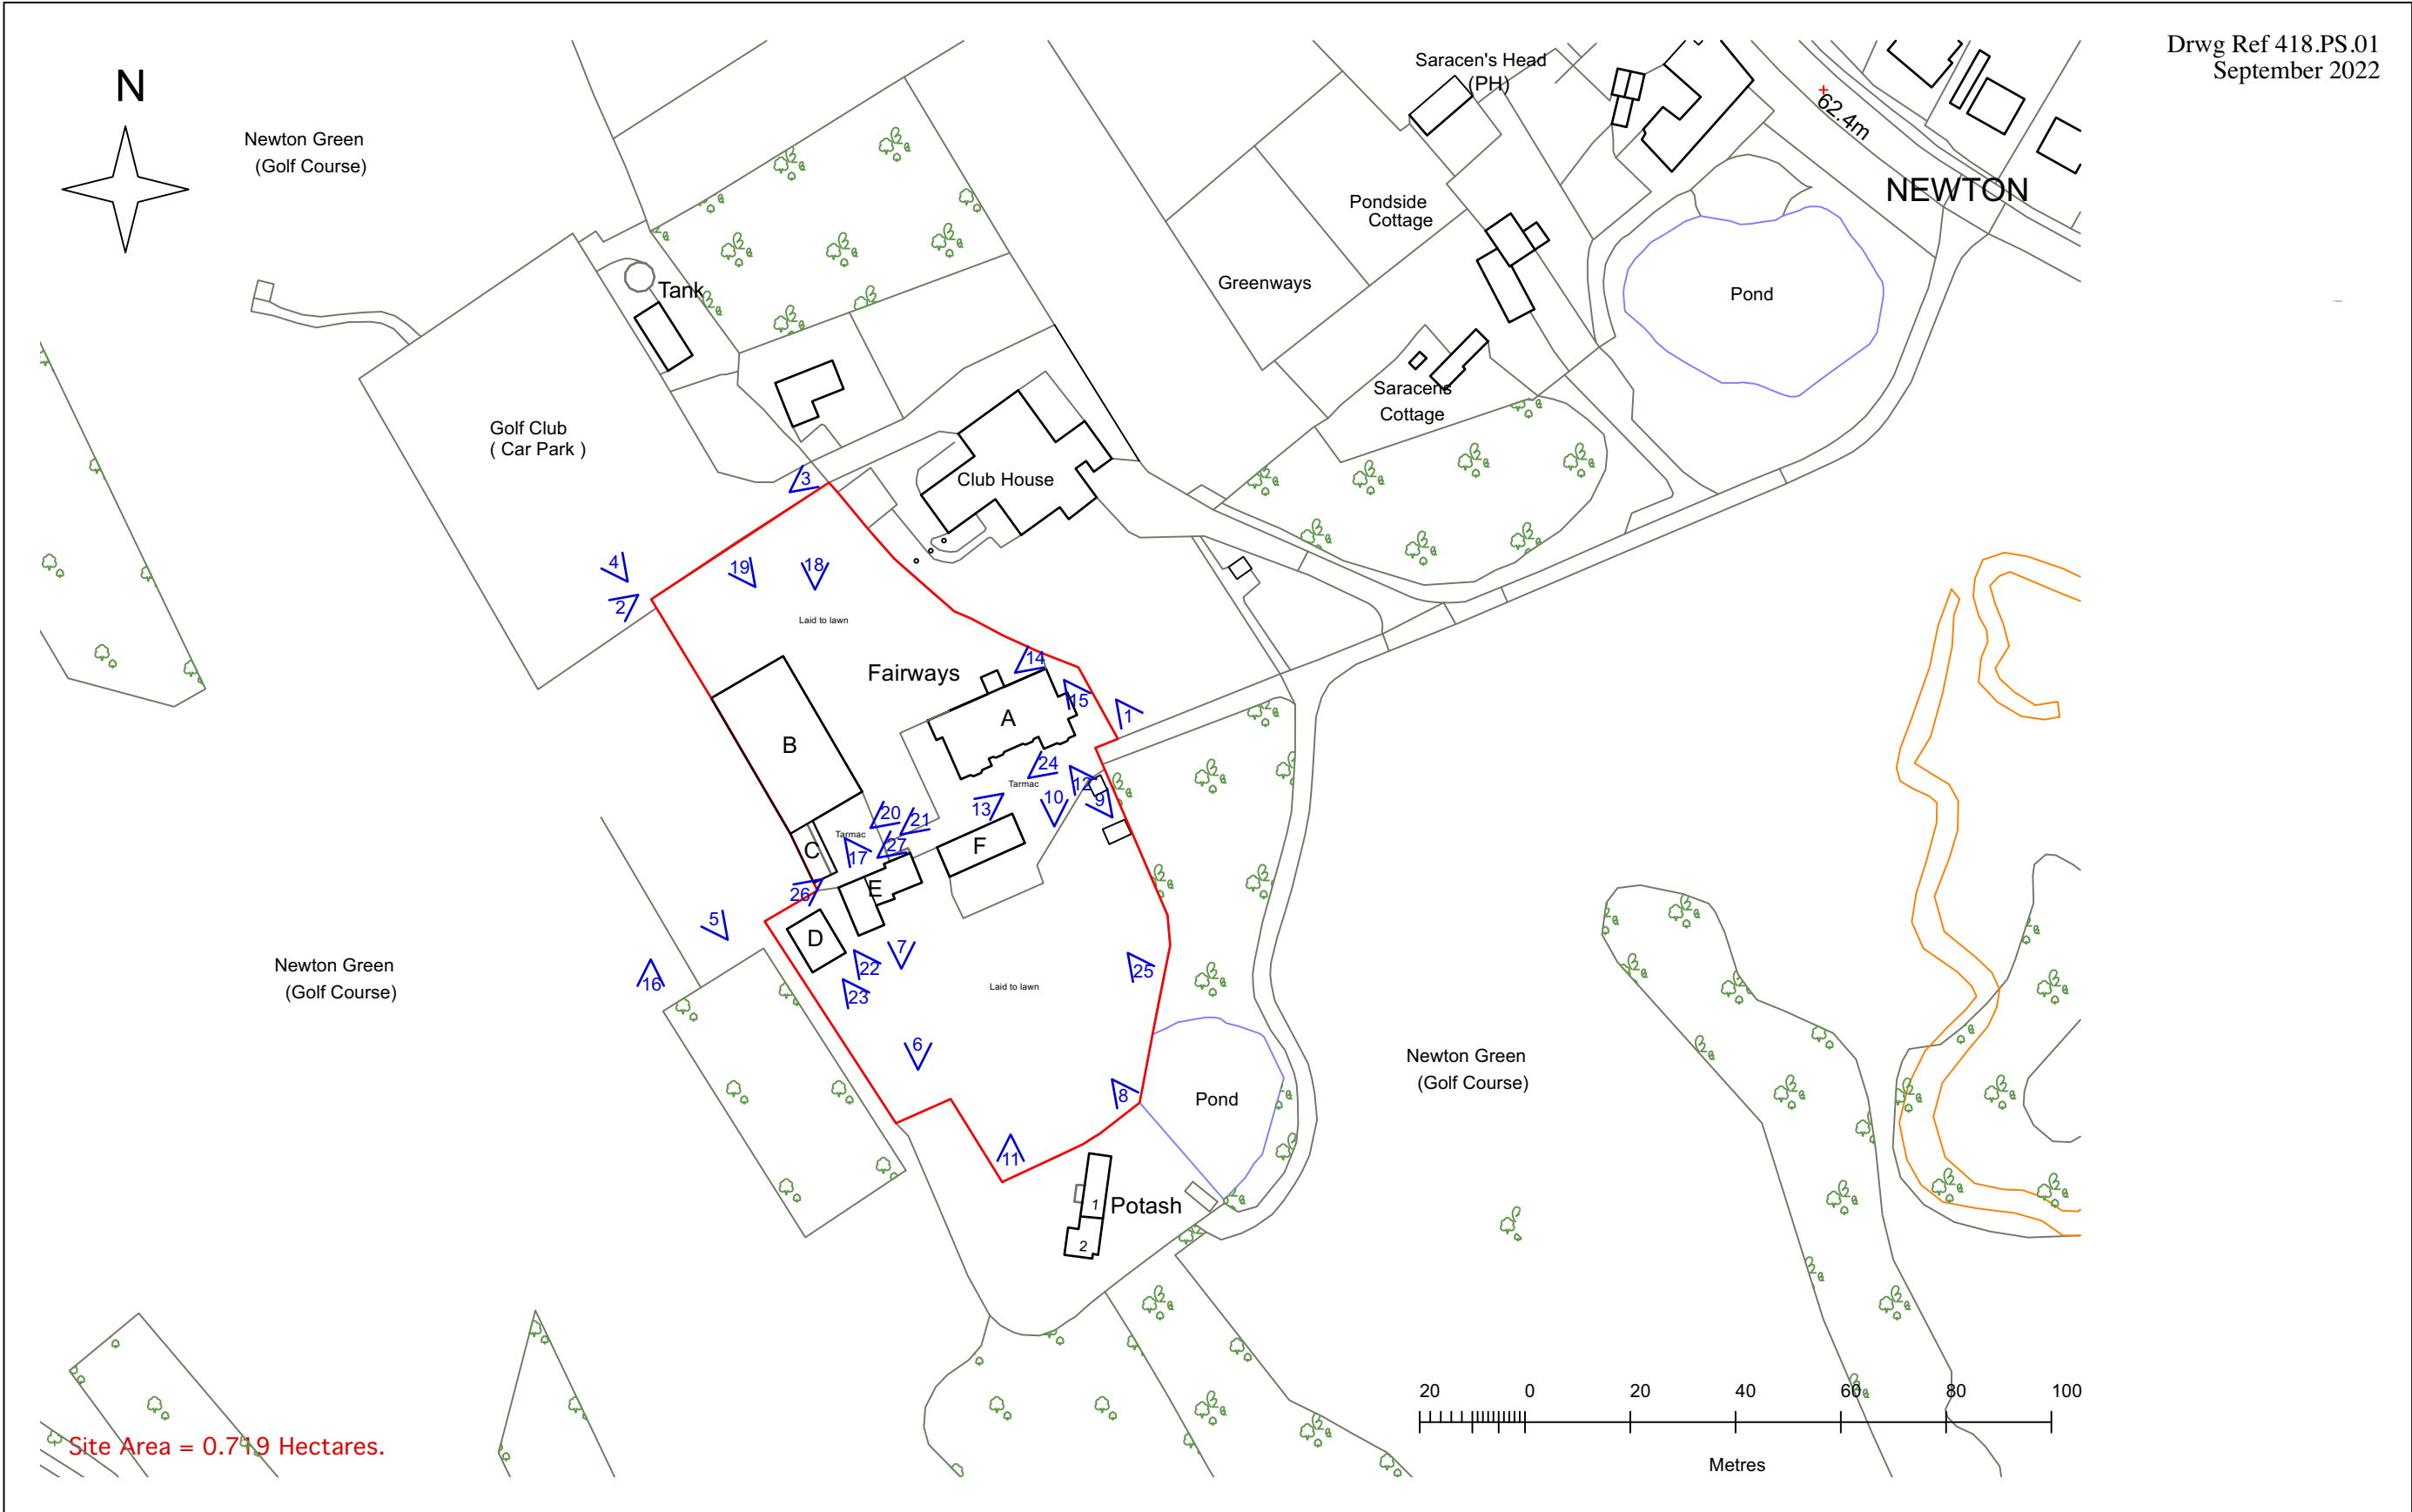 Drwg Ref 418.PS.01
September 2022
N
Newton Green
(Golf Course)
Saracen's Head
(PH)
62.4m
NEWTON
Pondside
Cottage
Greenways
Pond
Tank
Saracens
Cottage
Golf Club
( Car Park )
Club House
3
4
2
19
18
Laid to lawn
14
Fairways
15
1
A
B
24
12
Tarmac
9
10
13
20
21
Tarmac
27
17
C
F
E
26
5
D
7
22
25
16
23
Laid to lawn
Newton Green
(Golf Course)
6
8
Pond
Newton Green
(Golf Course)
11
1
Potash
2
20 0 20 40 60 80 100
Metres
Site Area = 0.719 Hectares.